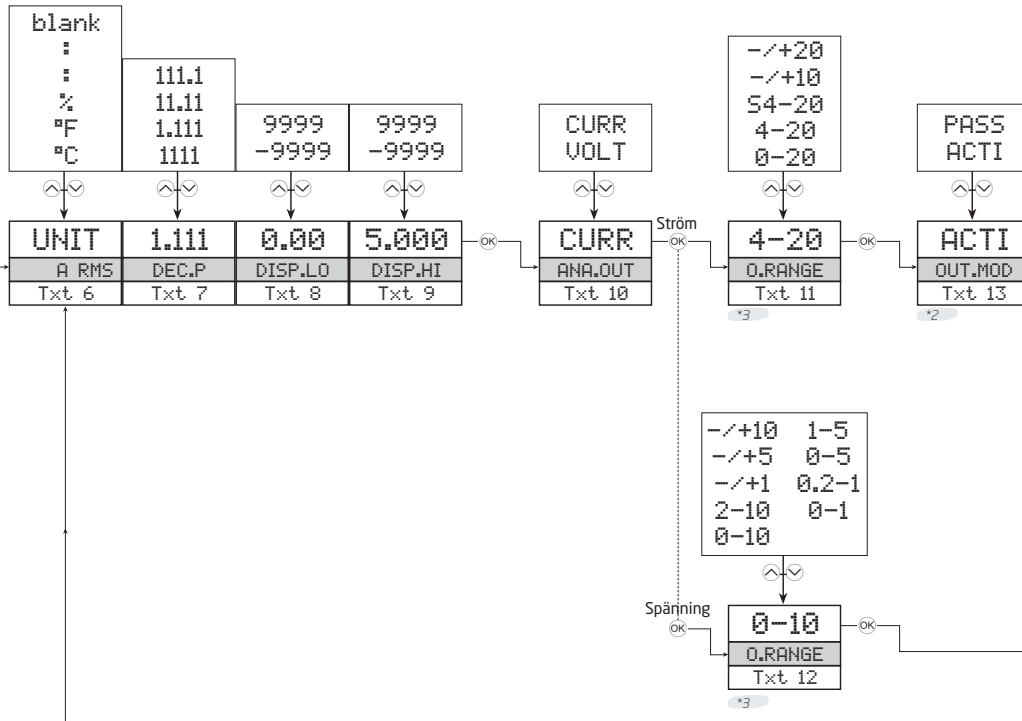 blank
:
:
%
°F
°C
111.1
11.11
1.111
1111
9999
-9999
9999
-9999
CURR
VOLT
-/+20
-/+10
S4-20
4-20
0-20
PASS
ACTI
UNIT
A RMS
Txt 6
1.111
DEC.P
Txt 7
0.00
DISP.LO
Txt 8
5.000
DISP.HI
Txt 9
OK
CURR
ANA.OUT
Txt 10
Ström
OK
4-20
O.RANGE
Txt 11
*3
OK
ACTI
OUT.MOD
Txt 13
*2
-/+10 1-5
-/+5 0-5
-/+1 0.2-1
2-10 0-1
0-10
Spänning
OK
0-10
O.RANGE
Txt 12
*3
OK